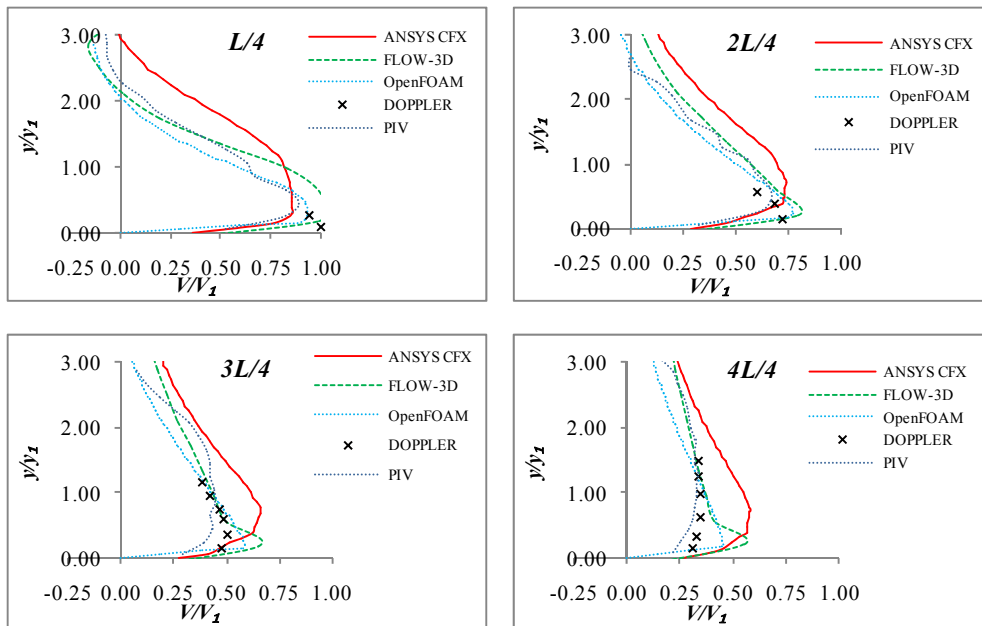 L/4
3.00
2.00
1.00
0.00
-0.25 0.00 0.25 0.50 0.75 1.00
y/y₁
V/V₁
ANSYS CFX
FLOW-3D
OpenFOAM
DOPPLER
PIV
2L/4
3.00
2.00
1.00
0.00
-0.25 0.00 0.25 0.50 0.75 1.00
y/y₁
V/V₁
ANSYS CFX
FLOW-3D
OpenFOAM
DOPPLER
PIV
3L/4
3.00
2.00
1.00
0.00
-0.25 0.00 0.25 0.50 0.75 1.00
y/y₁
V/V₁
ANSYS CFX
FLOW-3D
OpenFOAM
DOPPLER
PIV
4L/4
3.00
2.00
1.00
0.00
-0.25 0.00 0.25 0.50 0.75 1.00
y/y₁
V/V₁
ANSYS CFX
FLOW-3D
OpenFOAM
DOPPLER
PIV